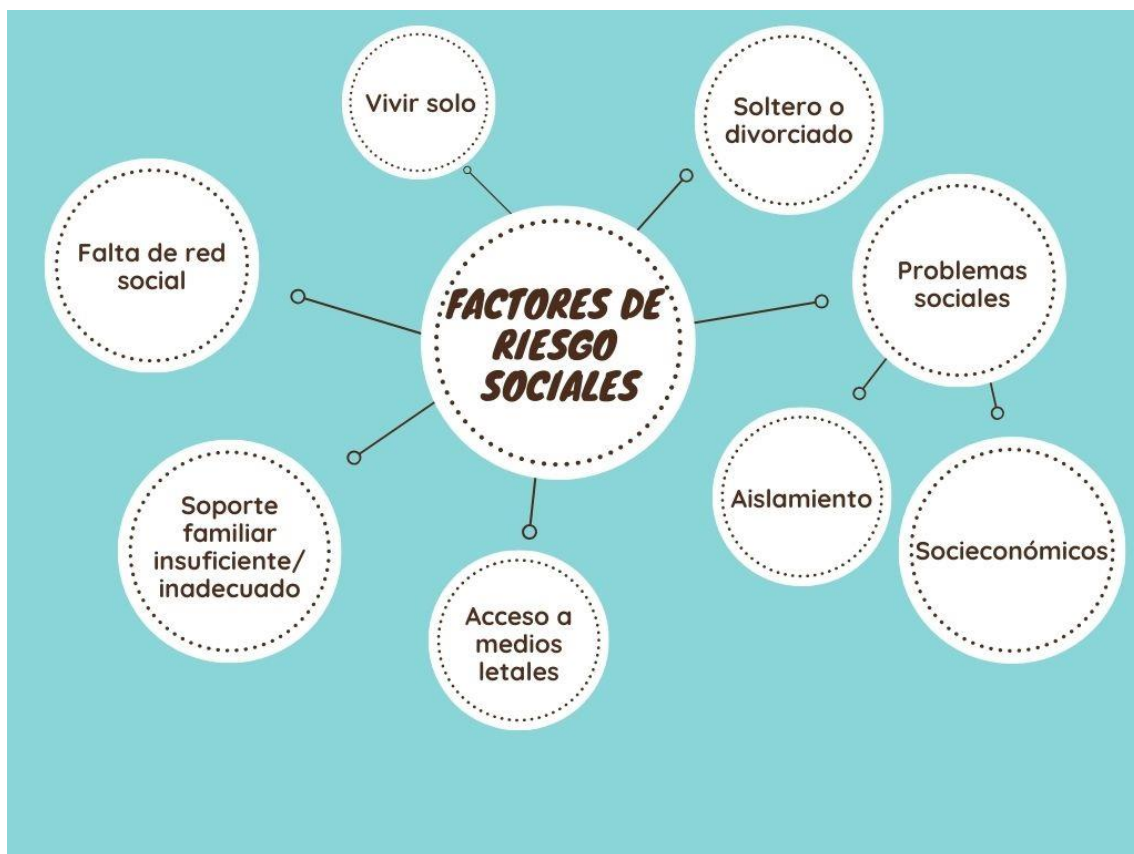 Vivir solo
Soltero o
divorciado
Falta de red
social
FACTORES DE
RIESGO
SOCIALES
Problemas
sociales
Soporte
familiar
insuficiente/
inadecuado
Acceso a
medios
letales
Aislamiento
Socieconómicos